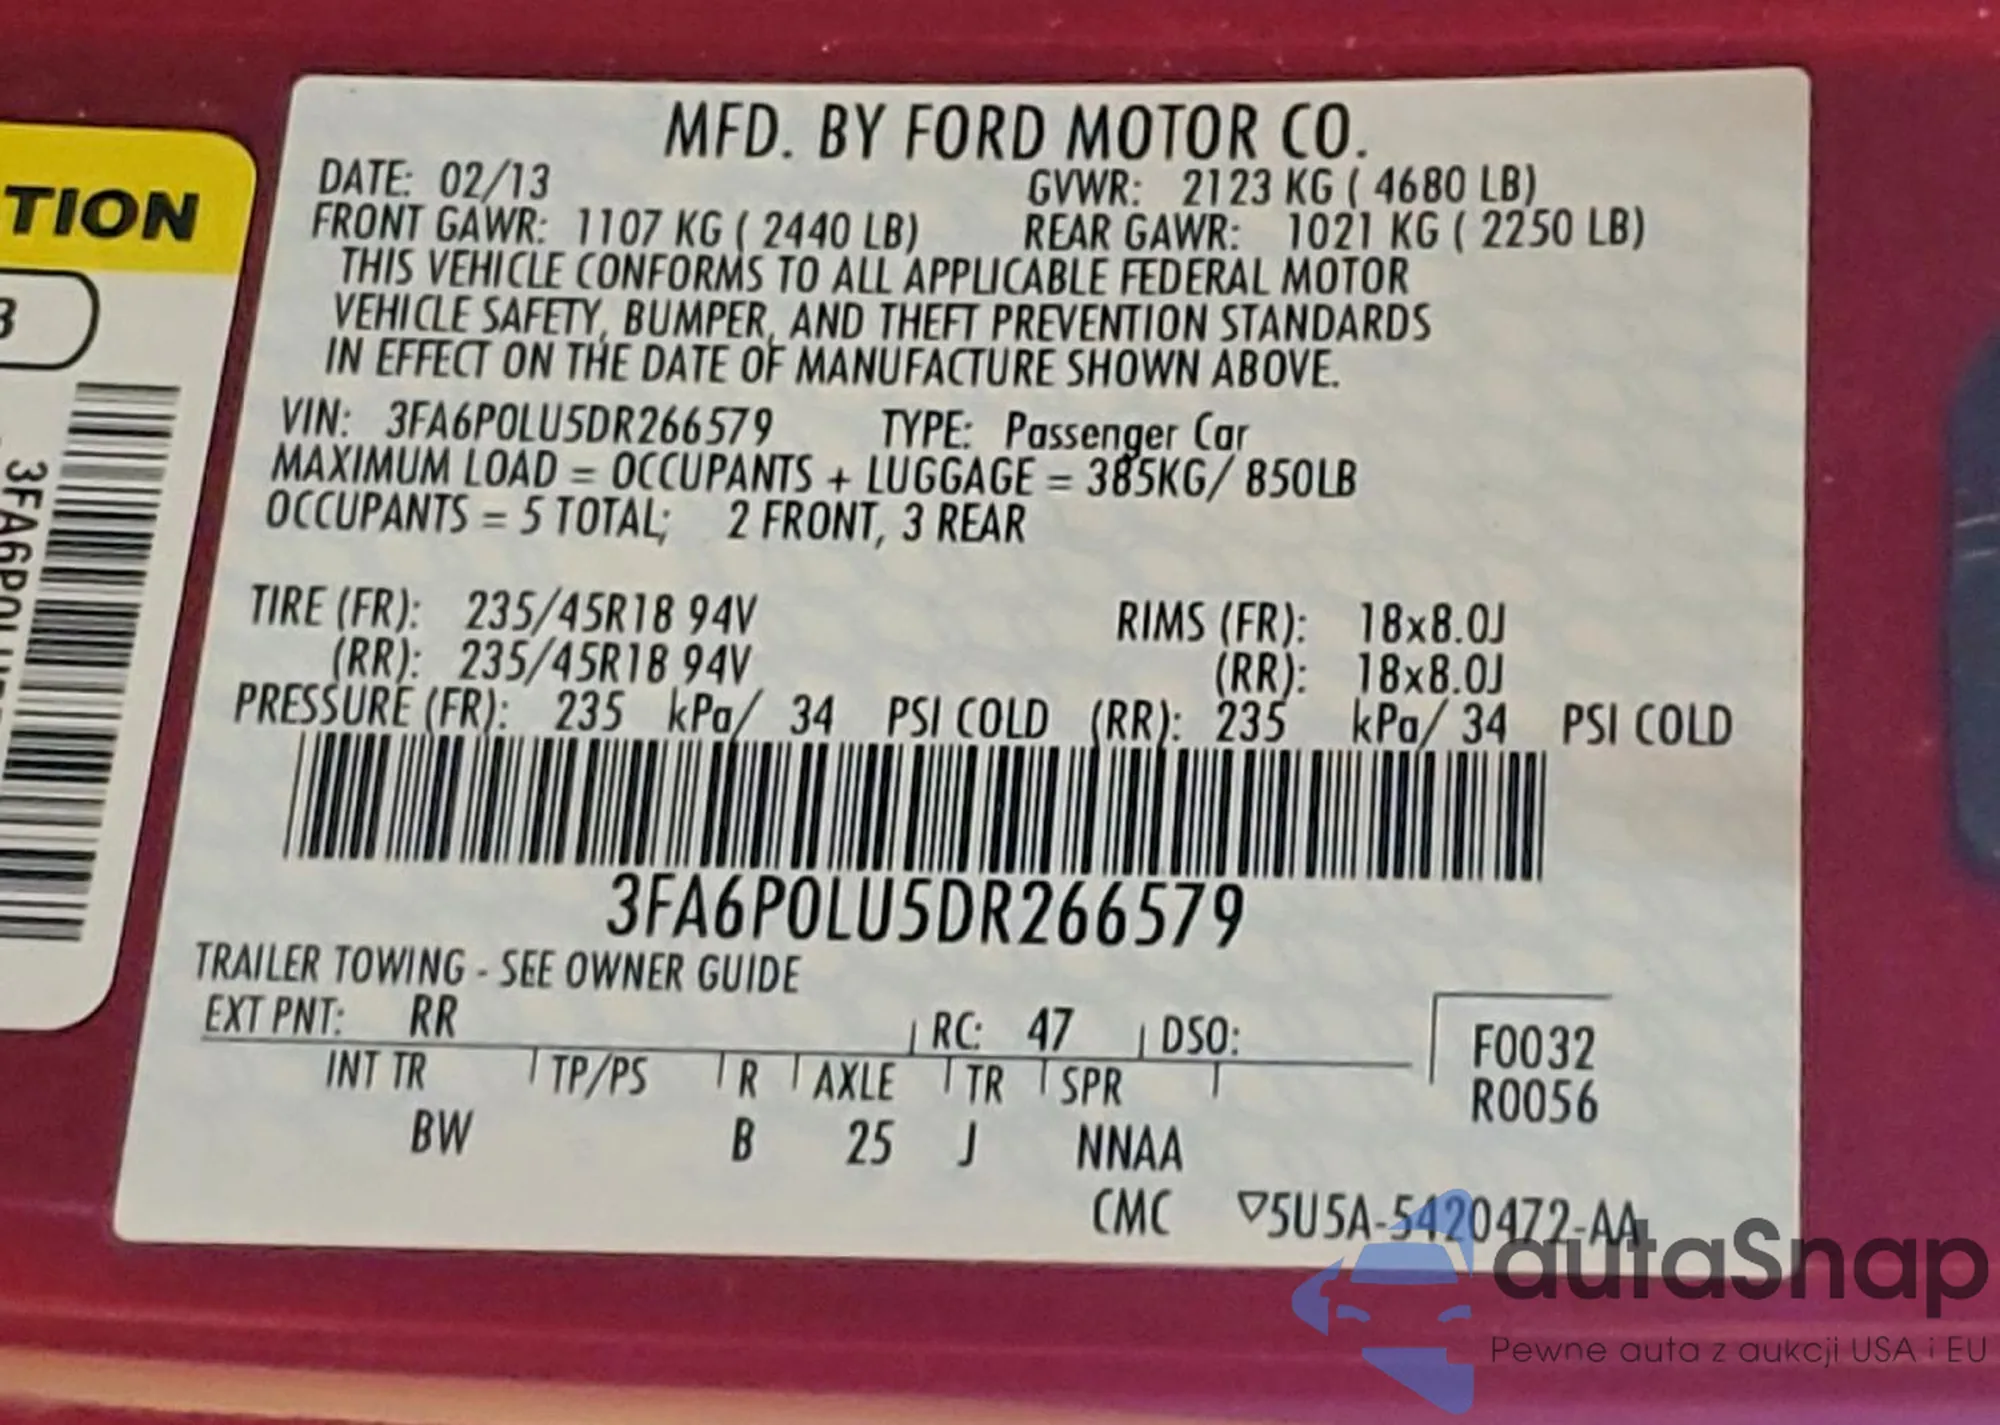 TION
3
3FA6P0LU
MFD. BY FORD MOTOR CO.
DATE: 02/13 GVWR: 2123 KG ( 4680 LB)
FRONT GAWR: 1107 KG ( 2440 LB) REAR GAWR: 1021 KG ( 2250 LB)
THIS VEHICLE CONFORMS TO ALL APPLICABLE FEDERAL MOTOR
VEHICLE SAFETY, BUMPER, AND THEFT PREVENTION STANDARDS
IN EFFECT ON THE DATE OF MANUFACTURE SHOWN ABOVE.
VIN: 3FA6P0LU5DR266579 TYPE: Passenger Car
MAXIMUM LOAD = OCCUPANTS + LUGGAGE = 385KG/ 850LB
OCCUPANTS = 5 TOTAL; 2 FRONT, 3 REAR
TIRE (FR): 235/45R18 94V RIMS (FR): 18x8.0J
(RR): 235/45R18 94V (RR): 18x8.0J
PRESSURE (FR): 235 kPa/ 34 PSI COLD (RR): 235 kPa/ 34 PSI COLD
3FA6P0LU5DR266579
TRAILER TOWING - SEE OWNER GUIDE
EXT PNT: RR RC: 47 DSO:
F0032
R0056
INT TR TP/PS R AXLE TR SPR
BW B 25 J NNAA
CMC ▽5U5A-5420472-AA
autaSnap
Pewne auta z aukcji USA i EU